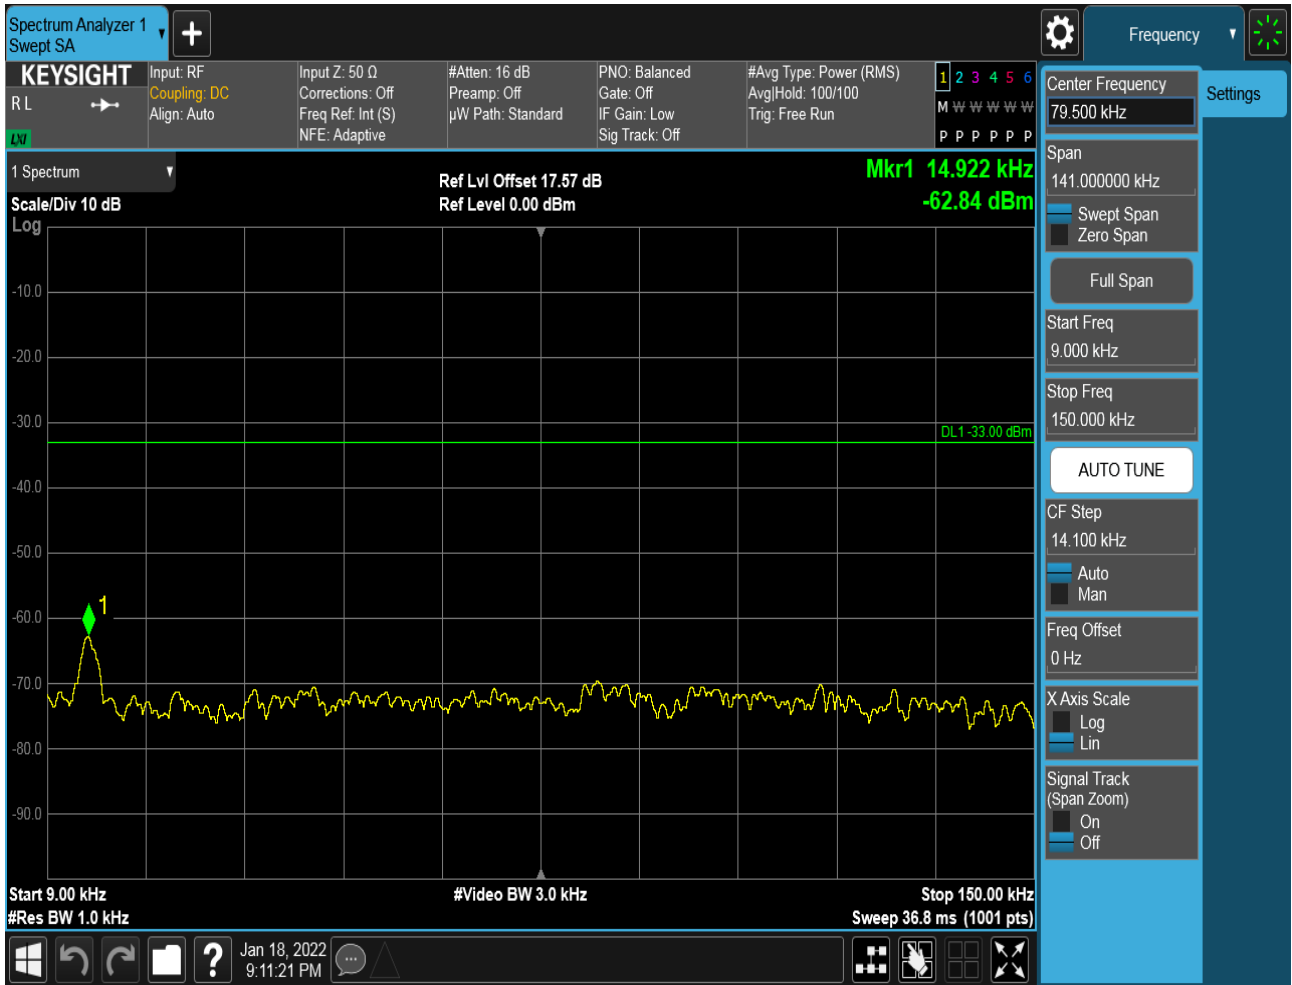 Spectrum Analyzer 1
Swept SA
Frequency
KEYSIGHT
R L
LXI
Input: RF
Coupling: DC
Align: Auto
Input Z: 50 Ω
Corrections: Off
Freq Ref: Int (S)
NFE: Adaptive
#Atten: 16 dB
Preamp: Off
µW Path: Standard
PNO: Balanced
Gate: Off
IF Gain: Low
Sig Track: Off
#Avg Type: Power (RMS)
Avg|Hold: 100/100
Trig: Free Run
1 2 3 4 5 6
M W W W W W
P P P P P P
1 Spectrum
Scale/Div 10 dB
Log
Ref Lvl Offset 17.57 dB
Ref Level 0.00 dBm
Mkr1 14.922 kHz
-62.84 dBm
-10.0
-20.0
-30.0
DL1 -33.00 dBm
-40.0
-50.0
-60.0
1
-70.0
-80.0
-90.0
Start 9.00 kHz
#Res BW 1.0 kHz
#Video BW 3.0 kHz
Stop 150.00 kHz
Sweep 36.8 ms (1001 pts)
Jan 18, 2022
9:11:21 PM
Center Frequency
79.500 kHz
Settings
Span
141.000000 kHz
Swept Span
Zero Span
Full Span
Start Freq
9.000 kHz
Stop Freq
150.000 kHz
AUTO TUNE
CF Step
14.100 kHz
Auto
Man
Freq Offset
0 Hz
X Axis Scale
Log
Lin
Signal Track
(Span Zoom)
On
Off